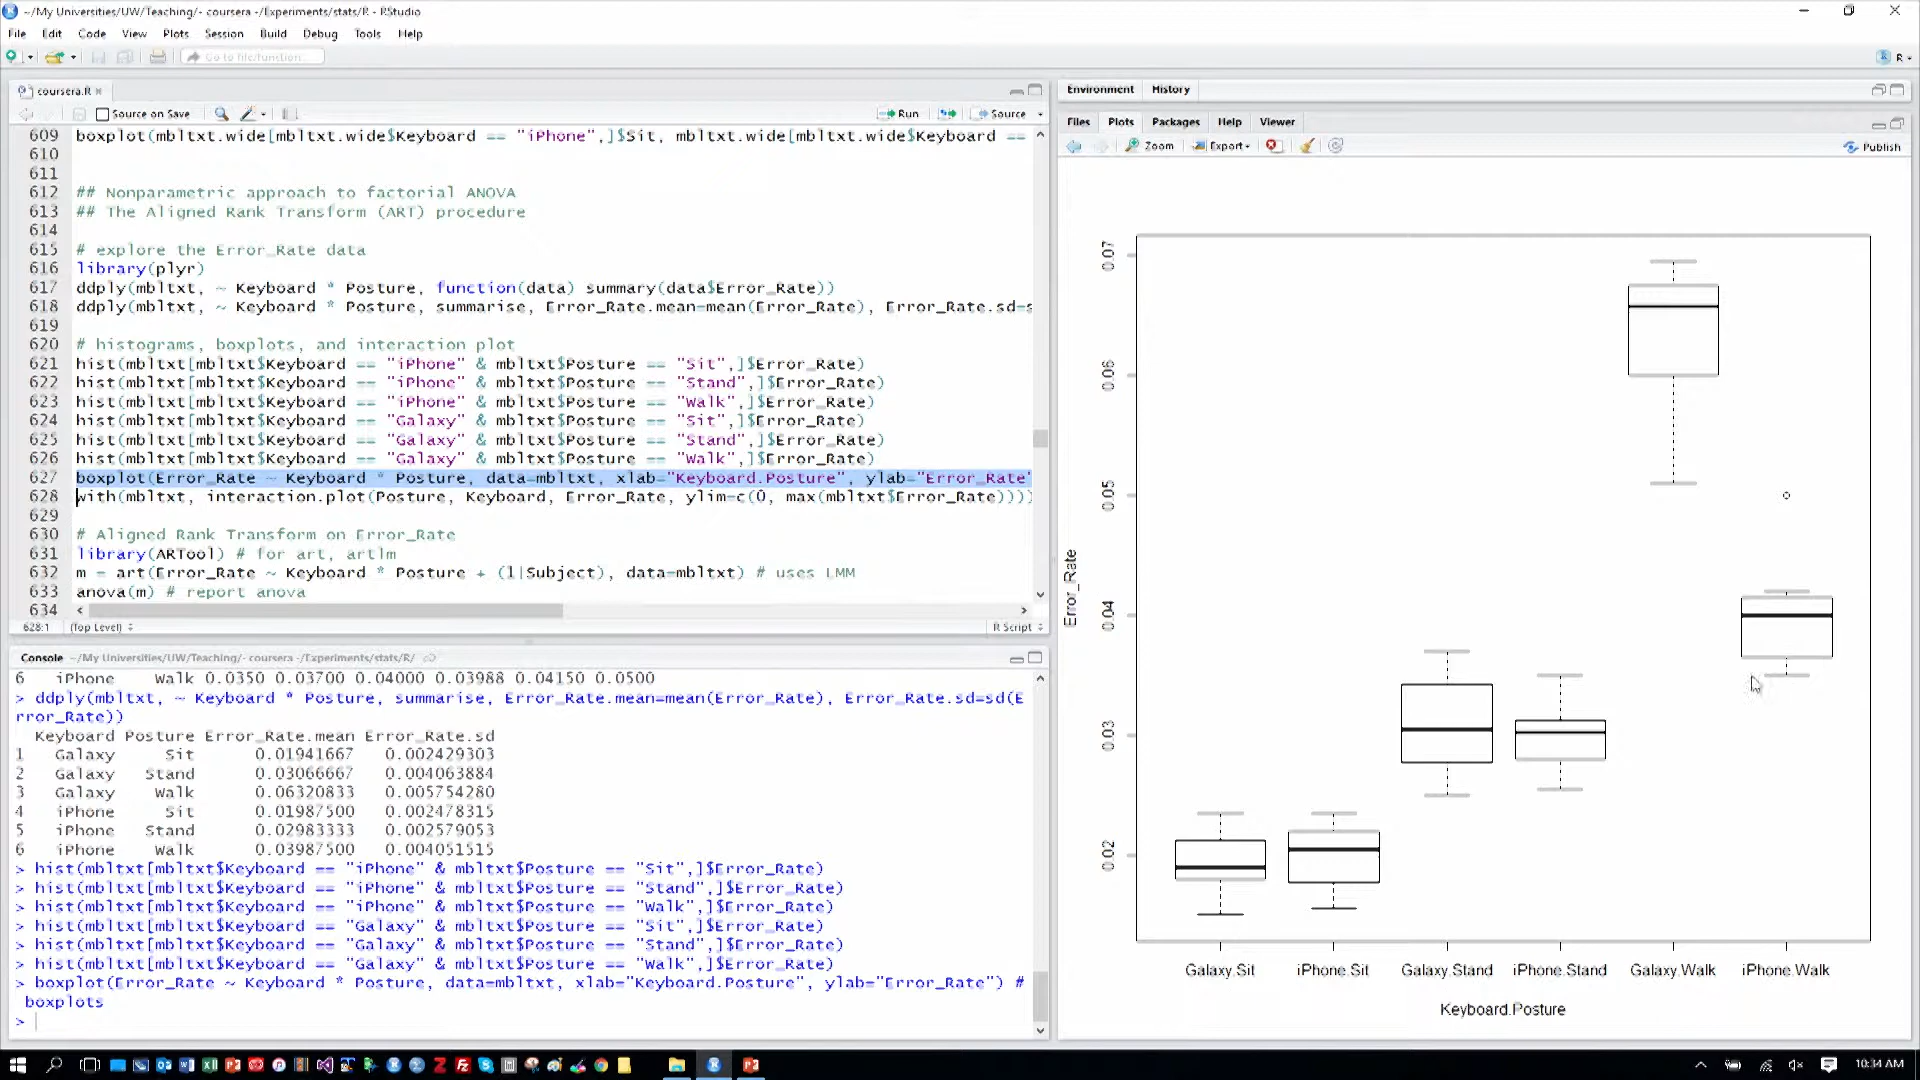 ~/My Universities/UW/Teaching/- coursera -/Experiments/stats/R - RStudio
File Edit Code View Plots Session Build Debug Tools Help
Go to file/function
R
coursera.R
Source on Save Run Source
609 boxplot(mbltxt.wide[mbltxt.wide$Keyboard == "iPhone",]$Sit, mbltxt.wide[mbltxt.wide$Keyboard ==
610
611
612 ## Nonparametric approach to factorial ANOVA
613 ## The Aligned Rank Transform (ART) procedure
614
615 # explore the Error_Rate data
616 library(plyr)
617 ddply(mbltxt, ~ Keyboard * Posture, function(data) summary(data$Error_Rate))
618 ddply(mbltxt, ~ Keyboard * Posture, summarise, Error_Rate.mean=mean(Error_Rate), Error_Rate.sd=s
619
620 # histograms, boxplots, and interaction plot
621 hist(mbltxt[mbltxt$Keyboard == "iPhone" & mbltxt$Posture == "Sit",]$Error_Rate)
622 hist(mbltxt[mbltxt$Keyboard == "iPhone" & mbltxt$Posture == "Stand",]$Error_Rate)
623 hist(mbltxt[mbltxt$Keyboard == "iPhone" & mbltxt$Posture == "Walk",]$Error_Rate)
624 hist(mbltxt[mbltxt$Keyboard == "Galaxy" & mbltxt$Posture == "Sit",]$Error_Rate)
625 hist(mbltxt[mbltxt$Keyboard == "Galaxy" & mbltxt$Posture == "Stand",]$Error_Rate)
626 hist(mbltxt[mbltxt$Keyboard == "Galaxy" & mbltxt$Posture == "Walk",]$Error_Rate)
627 boxplot(Error_Rate ~ Keyboard * Posture, data=mbltxt, xlab="Keyboard.Posture", ylab="Error_Rate"
628 with(mbltxt, interaction.plot(Posture, Keyboard, Error_Rate, ylim=c(0, max(mbltxt$Error_Rate))))
629
630 # Aligned Rank Transform on Error_Rate
631 library(ARTool) # for art, artlm
632 m = art(Error_Rate ~ Keyboard * Posture + (1|Subject), data=mbltxt) # uses LMM
633 anova(m) # report anova
634
628:1 (Top Level) R Script
Console ~/My Universities/UW/Teaching/- coursera -/Experiments/stats/R/
6 iPhone Walk 0.0350 0.03700 0.04000 0.03988 0.04150 0.0500
> ddply(mbltxt, ~ Keyboard * Posture, summarise, Error_Rate.mean=mean(Error_Rate), Error_Rate.sd=sd(E
rror_Rate))
Keyboard Posture Error_Rate.mean Error_Rate.sd
1 Galaxy Sit 0.01941667 0.002429303
2 Galaxy Stand 0.03066667 0.004063884
3 Galaxy Walk 0.06320833 0.005754280
4 iPhone Sit 0.01987500 0.002478315
5 iPhone Stand 0.02983333 0.002579053
6 iPhone Walk 0.03987500 0.004051515
> hist(mbltxt[mbltxt$Keyboard == "iPhone" & mbltxt$Posture == "Sit",]$Error_Rate)
> hist(mbltxt[mbltxt$Keyboard == "iPhone" & mbltxt$Posture == "Stand",]$Error_Rate)
> hist(mbltxt[mbltxt$Keyboard == "iPhone" & mbltxt$Posture == "Walk",]$Error_Rate)
> hist(mbltxt[mbltxt$Keyboard == "Galaxy" & mbltxt$Posture == "Sit",]$Error_Rate)
> hist(mbltxt[mbltxt$Keyboard == "Galaxy" & mbltxt$Posture == "Stand",]$Error_Rate)
> hist(mbltxt[mbltxt$Keyboard == "Galaxy" & mbltxt$Posture == "Walk",]$Error_Rate)
> boxplot(Error_Rate ~ Keyboard * Posture, data=mbltxt, xlab="Keyboard.Posture", ylab="Error_Rate") #
boxplots
>
Environment History
Files Plots Packages Help Viewer
Zoom Export Publish
0.07
0.06
0.05
0.04
0.03
0.02
Error_Rate
Galaxy.Sit iPhone.Sit Galaxy.Stand iPhone.Stand Galaxy.Walk iPhone.Walk
Keyboard.Posture
10:34 AM